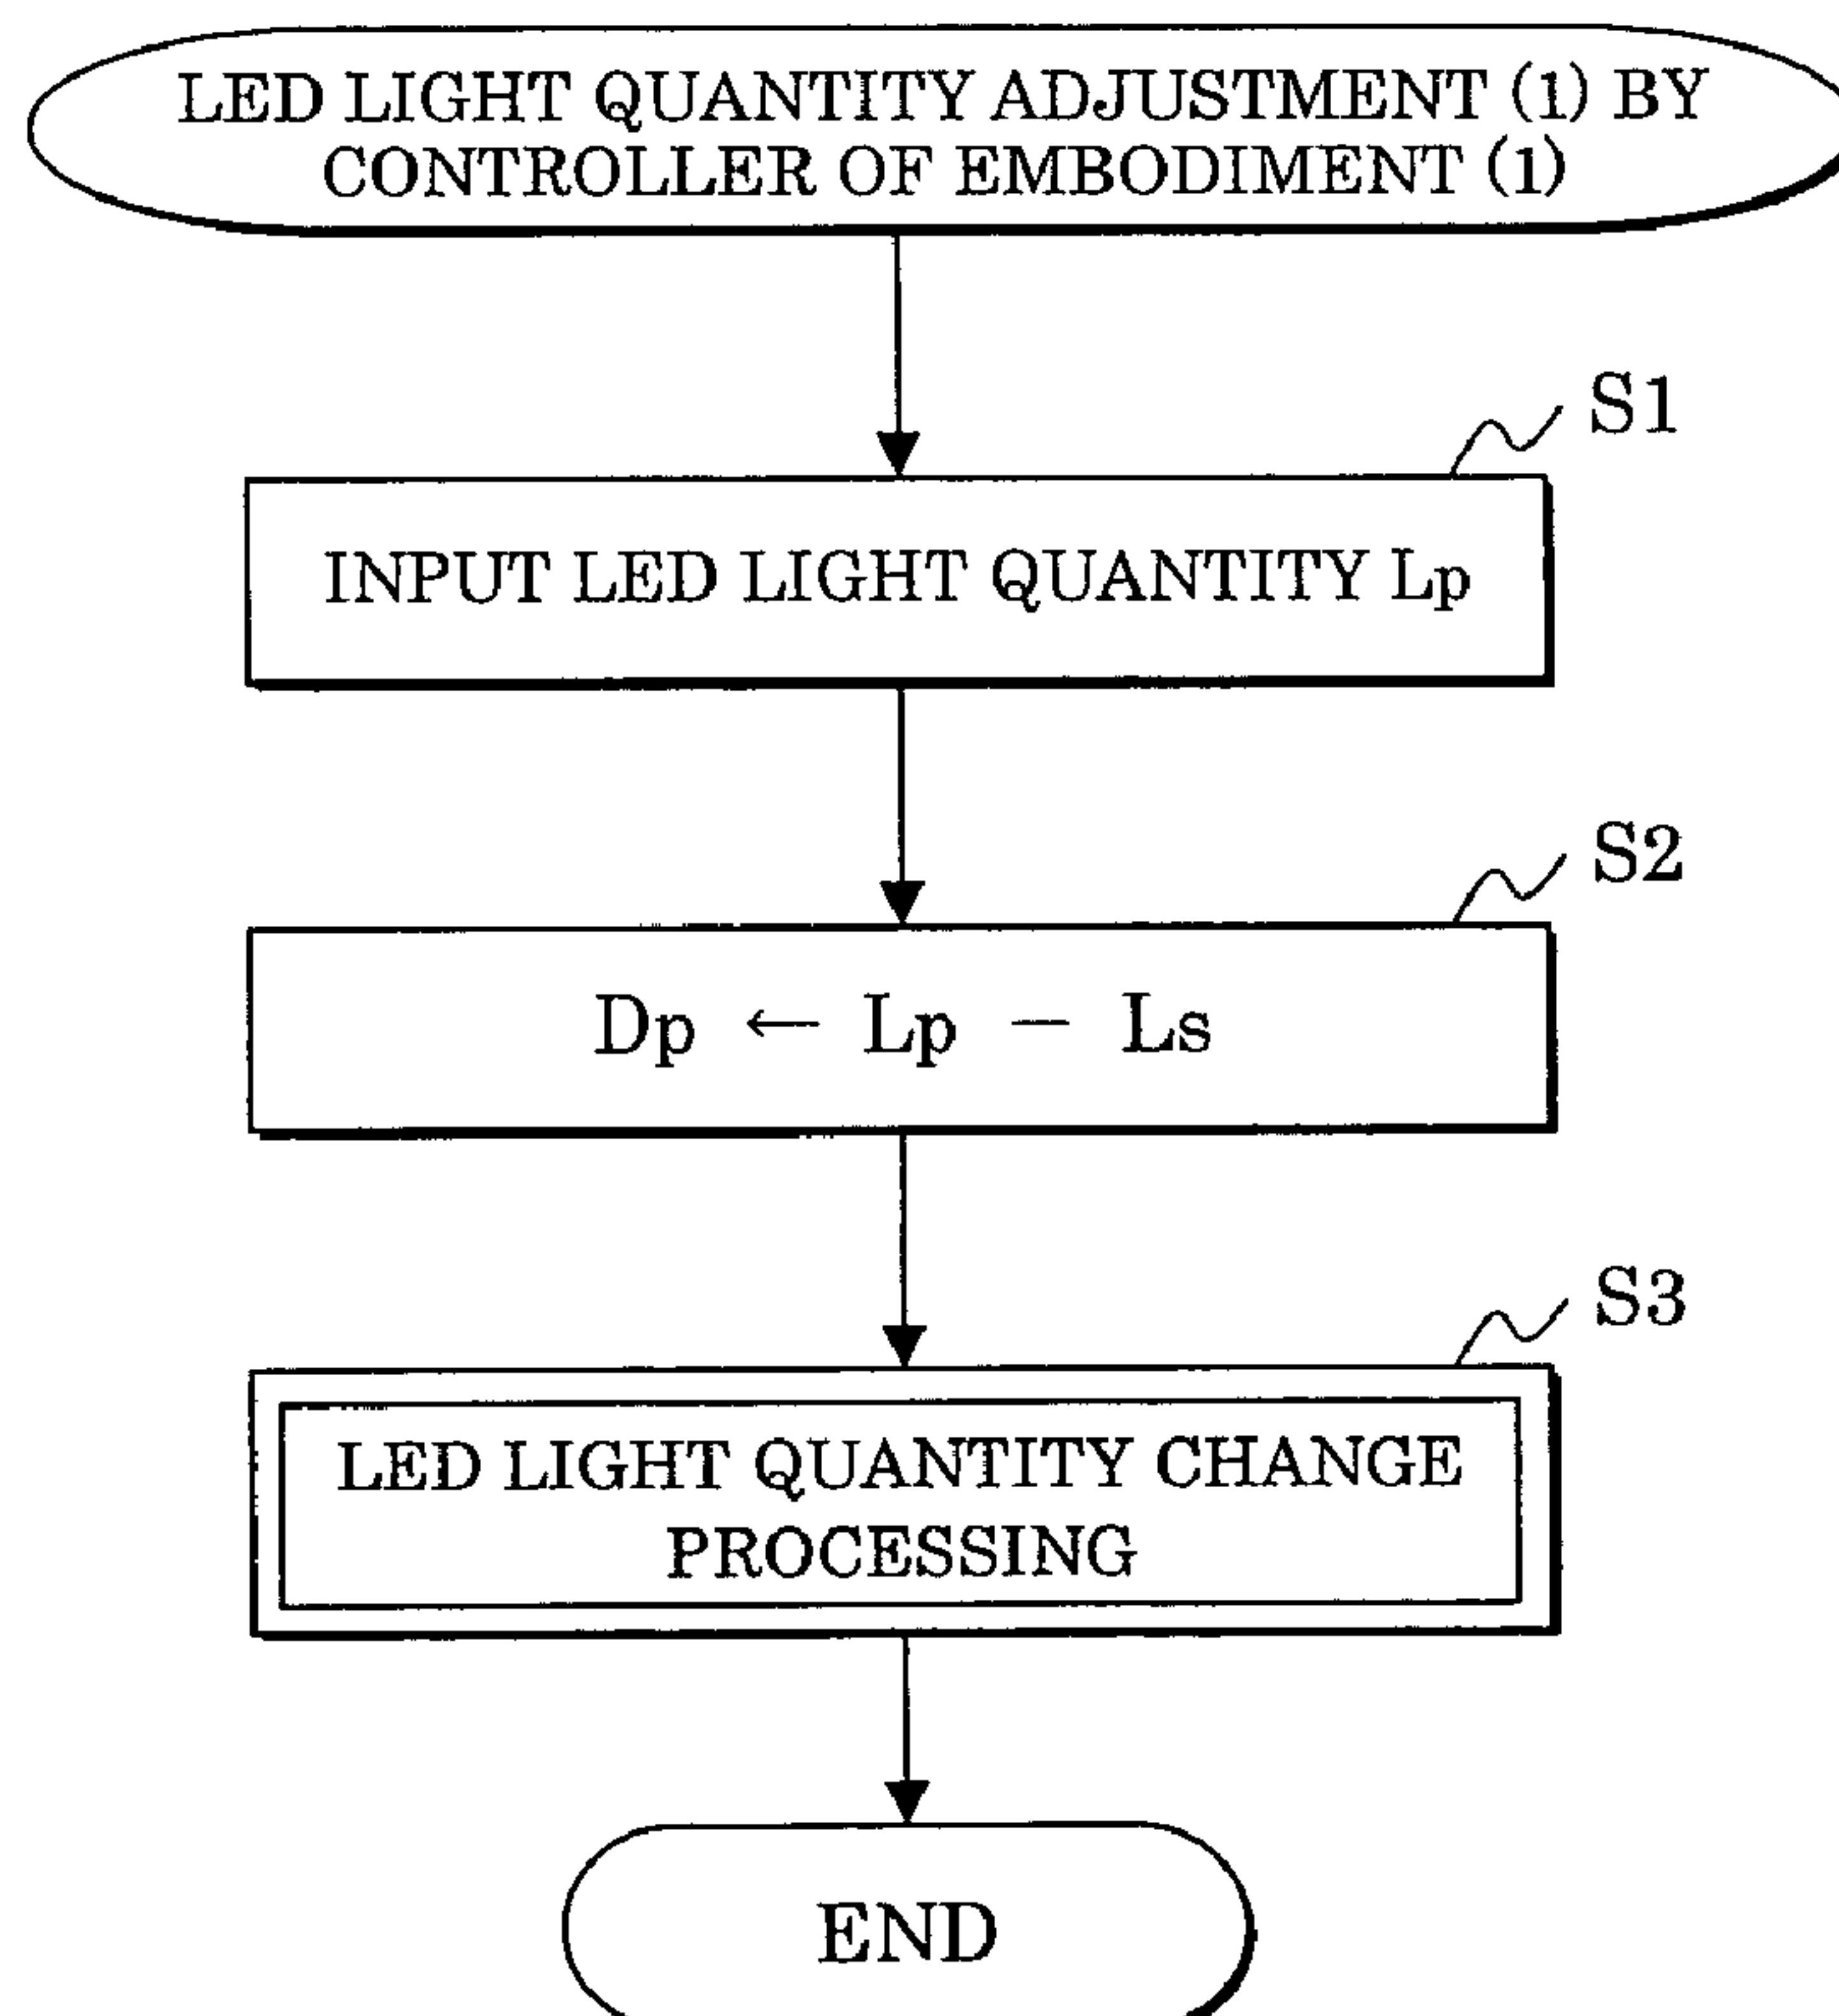 LED LIGHT QUANTITY ADJUSTMENT (1) BY
CONTROLLER OF EMBODIMENT (1)
S1
INPUT LED LIGHT QUANTITY Lp
S2
Dp ← Lp − Ls
S3
LED LIGHT QUANTITY CHANGE
PROCESSING
END